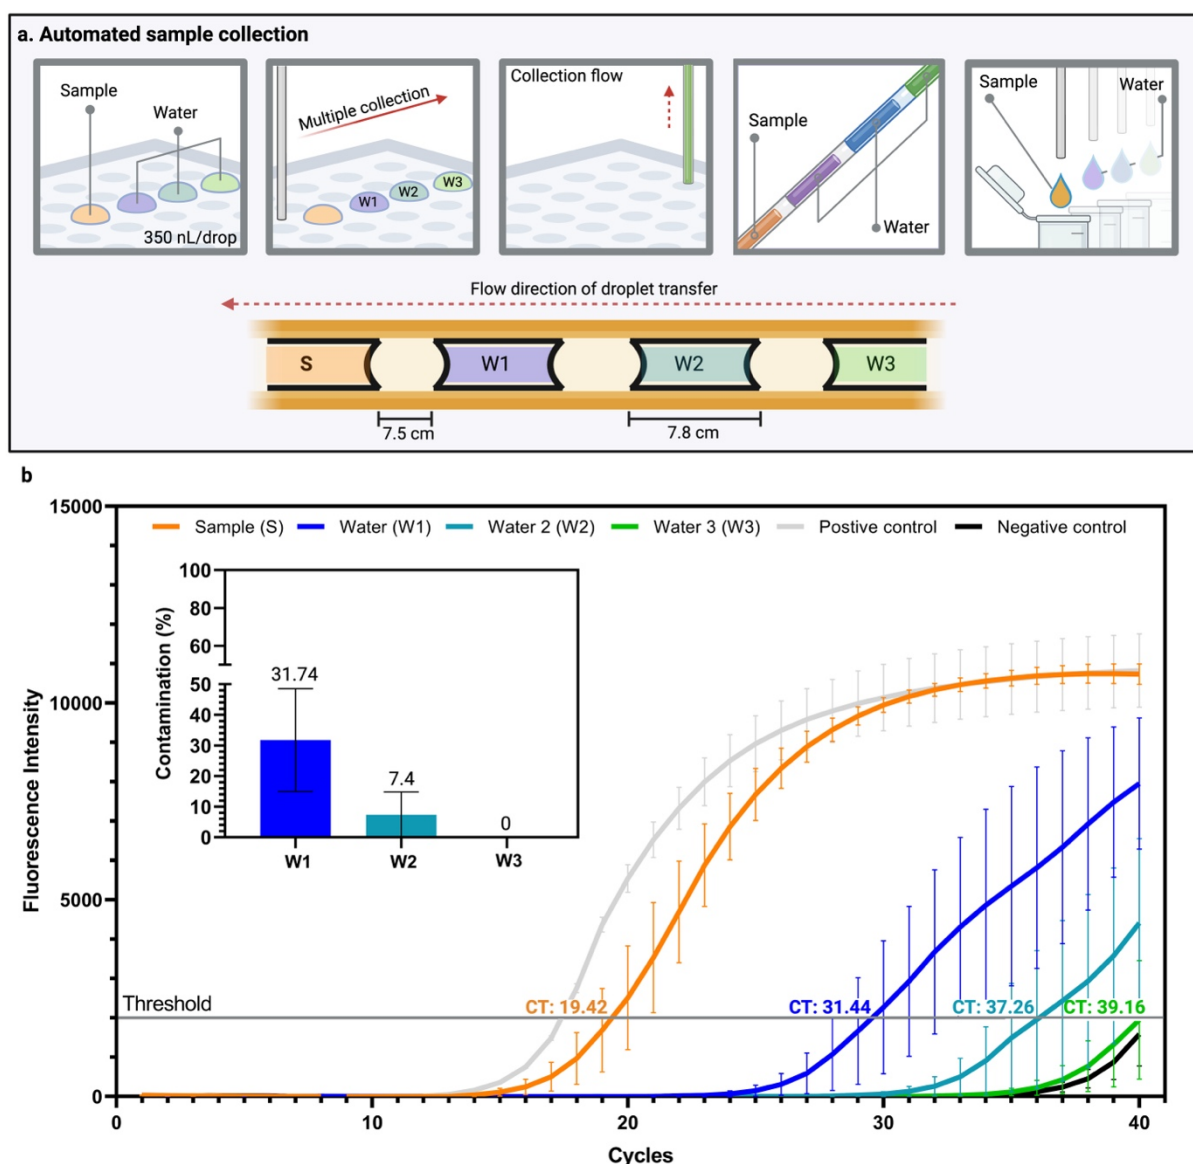 a. Automated sample collection
Sample
Water
350 nL/drop
Multiple collection
W1
W2
W3
Collection flow
Sample
Water
Sample
Water
Flow direction of droplet transfer
S
W1
W2
W3
7.5 cm
7.8 cm
b
Sample (S)
Water (W1)
Water 2 (W2)
Water 3 (W3)
Postive control
Negative control
15000
10000
5000
0
Fluorescence Intensity
100
80
60
50
40
30
20
10
0
Contamination (%)
31.74
7.4
0
W1
W2
W3
Threshold
CT: 19.42
CT: 31.44
CT: 37.26
CT: 39.16
0
10
20
30
40
Cycles